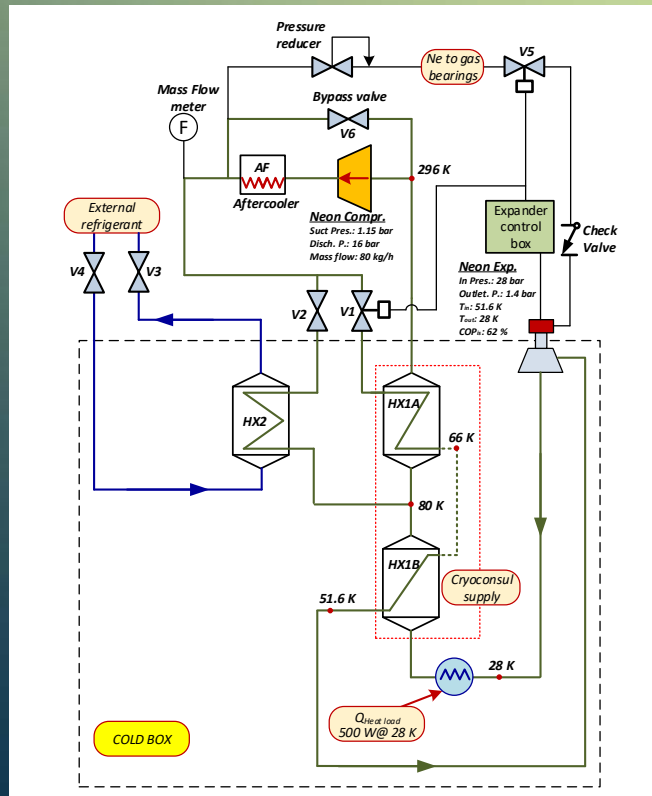 Pressure
reducer
Ne to gas
bearings
V5
Mass Flow
meter
F
Bypass valve
V6
AF
Aftercooler
296 K
Neon Compr.
Suct Pres.: 1.15 bar
Disch. P.: 16 bar
Mass flow: 80 kg/h
External
refrigerant
V4
V3
Expander
control
box
Check
Valve
Neon Exp.
In Pres.: 28 bar
Outlet. P.: 1.4 bar
Tin: 51.6 K
Tout: 28 K
COPis: 62 %
V2
V1
HX2
HX1A
66 K
80 K
HX1B
Cryoconsul
supply
51.6 K
28 K
QHeat load
500 W@ 28 K
COLD BOX